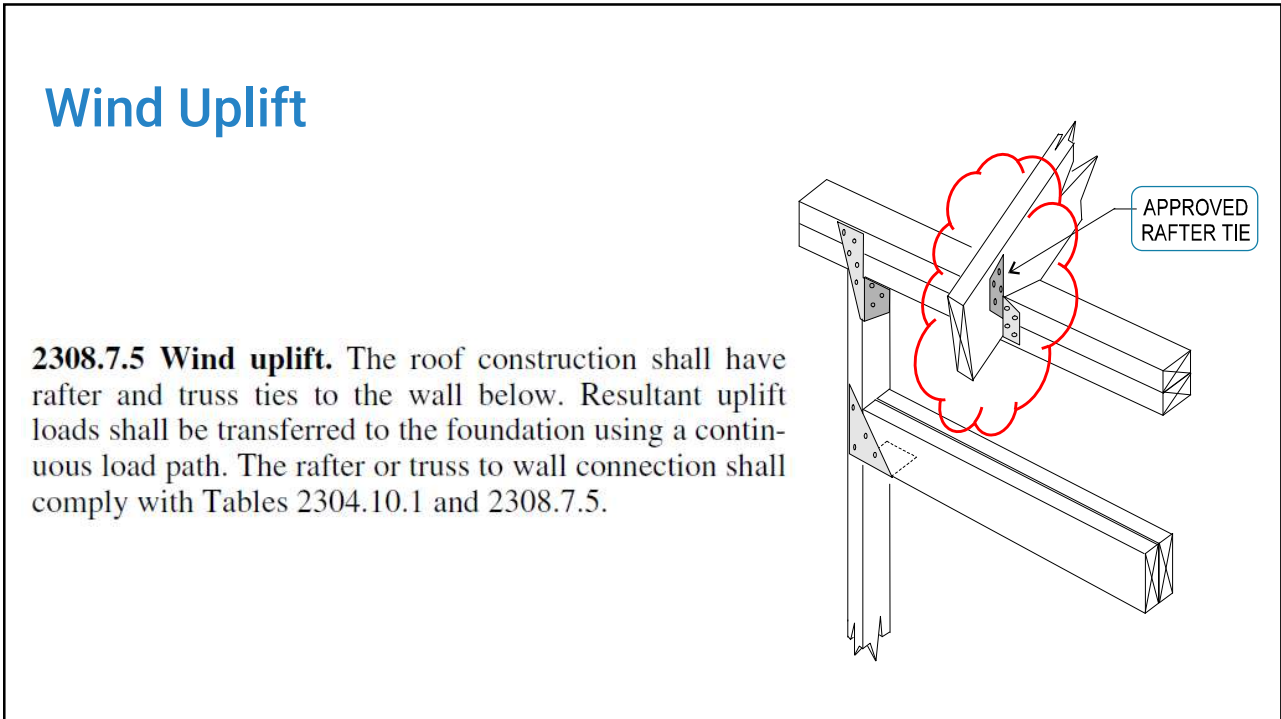 Wind Uplift
APPROVED
RAFTER TIE
2308.7.5 Wind uplift. The roof construction shall have
rafter and truss ties to the wall below. Resultant uplift
loads shall be transferred to the foundation using a contin-
uous load path. The rafter or truss to wall connection shall
comply with Tables 2304.10.1 and 2308.7.5.